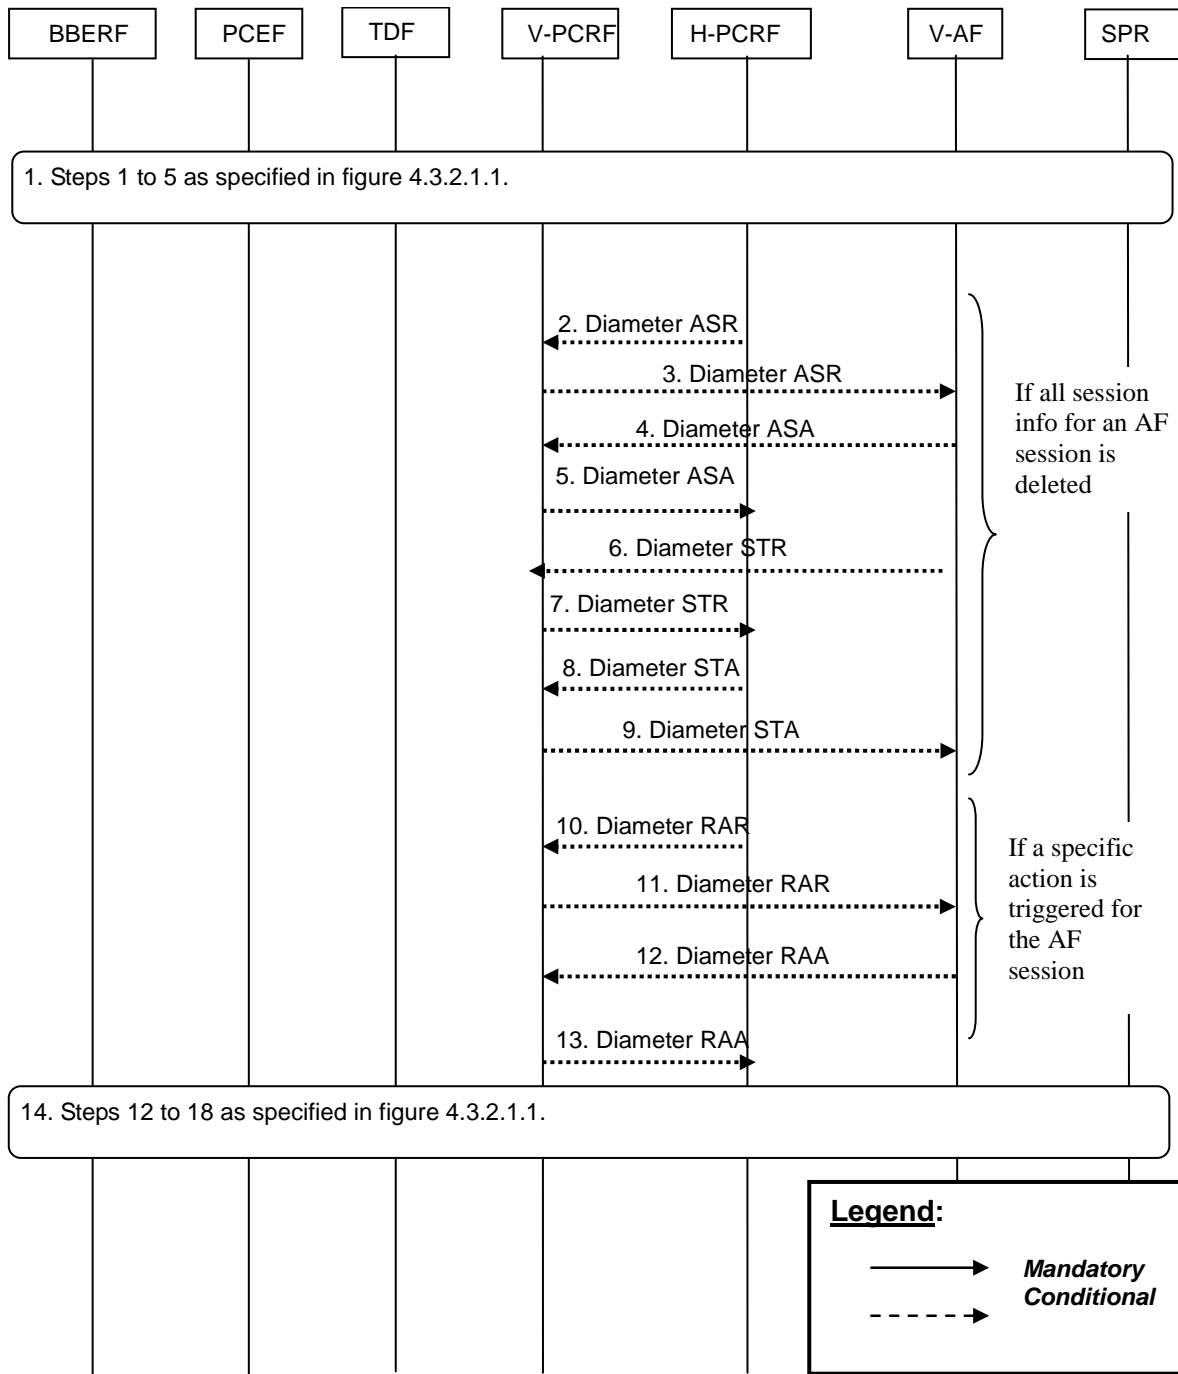 BBERF
PCEF
TDF
V-PCRF
H-PCRF
V-AF
SPR
1. Steps 1 to 5 as specified in figure 4.3.2.1.1.
2. Diameter ASR
3. Diameter ASR
4. Diameter ASA
5. Diameter ASA
6. Diameter STR
7. Diameter STR
8. Diameter STA
9. Diameter STA
If all session
info for an AF
session is
deleted
10. Diameter RAR
11. Diameter RAR
12. Diameter RAA
13. Diameter RAA
If a specific
action is
triggered for
the AF
session
14. Steps 12 to 18 as specified in figure 4.3.2.1.1.
Legend:
Mandatory
Conditional